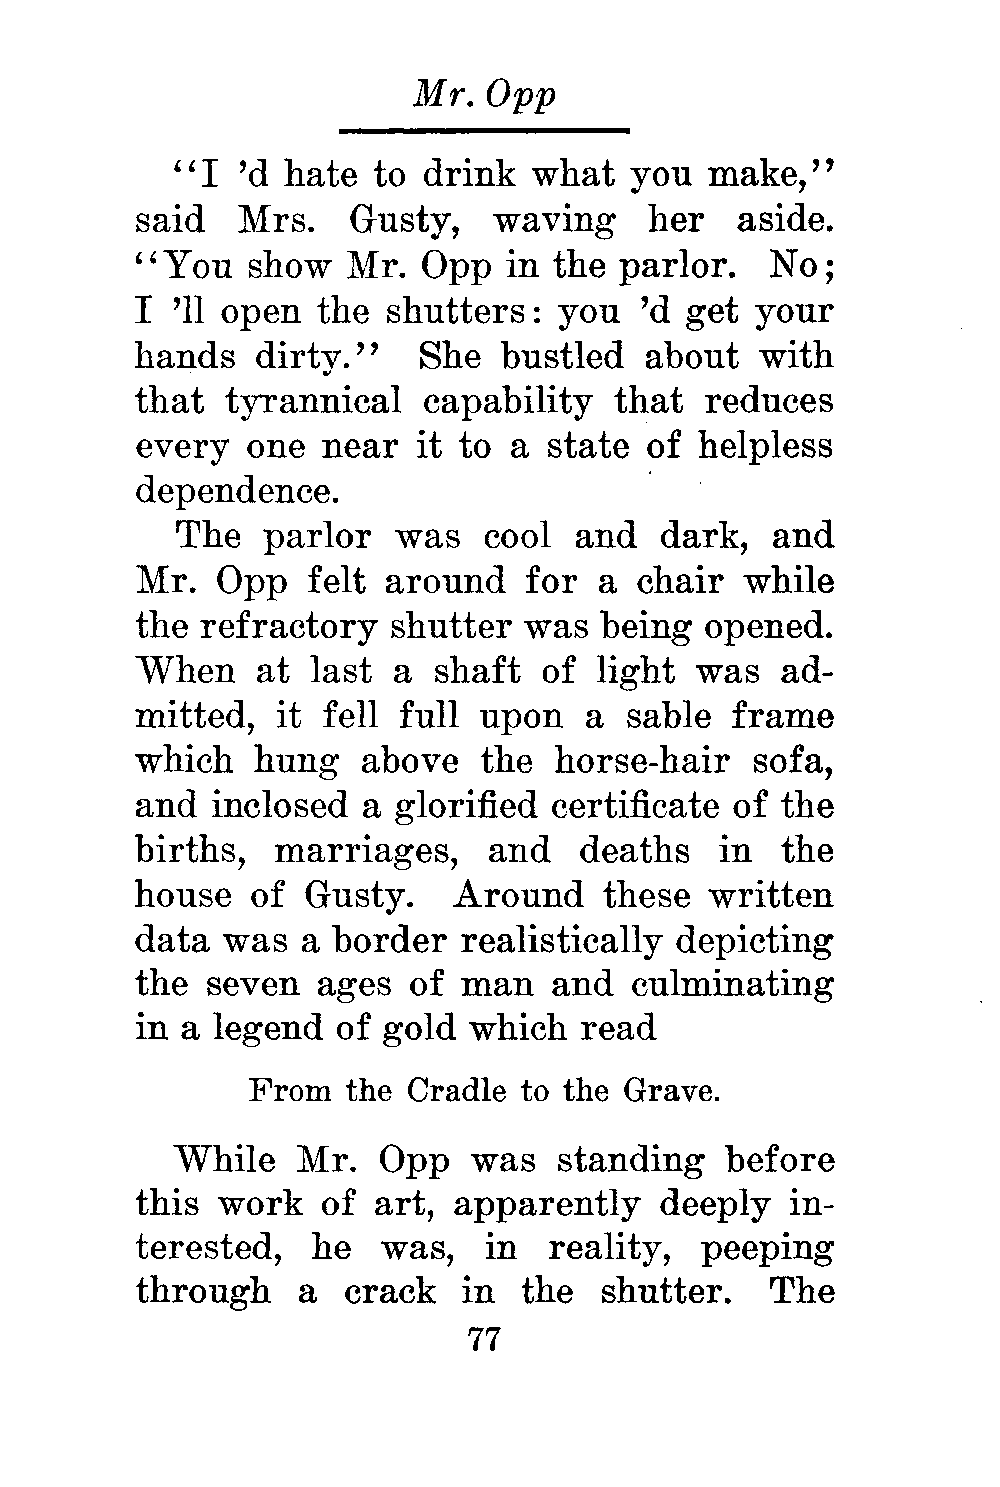 Mr. Opp
"I 'd hate to drink what you make,"
said Mrs. Gusty, waving her aside.
"You show Mr. Opp in the parlor. No;
I 'll open the shutters: you 'd get your
hands dirty." She bustled about with
that tyrannical capability that reduces
every one near it to a state of helpless
dependence.
The parlor was cool and dark, and
Mr. Opp felt around for a chair while
the refractory shutter was being opened.
When at last a shaft of light was ad-
mitted, it fell full upon a sable frame
which hung above the horse-hair sofa,
and inclosed a glorified certificate of the
births, marriages, and deaths in the
house of Gusty. Around these written
data was a border realistically depicting
the seven ages of man and culminating
in a legend of gold which read
From the Cradle to the Grave.
While Mr. Opp was standing before
this work of art, apparently deeply in-
terested, he was, in reality, peeping
through a crack in the shutter. The
77